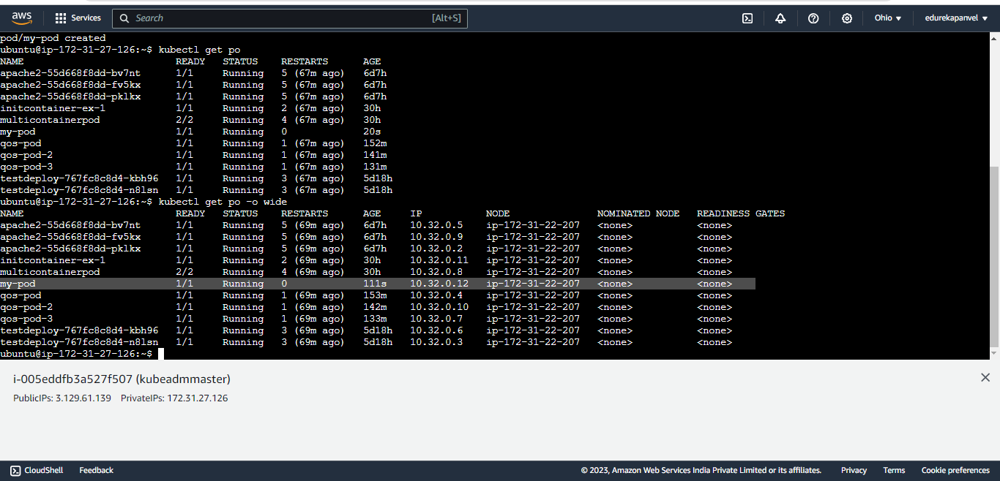 aws Services Search [Alt+S] Ohio ▼ edurekapanvel ▼
pod/my-pod created
ubuntu@ip-172-31-27-126:~$ kubectl get po
NAME READY STATUS RESTARTS AGE
apache2-55d668f8dd-bv7nt 1/1 Running 5 (67m ago) 6d7h
apache2-55d668f8dd-fv5kx 1/1 Running 5 (67m ago) 6d7h
apache2-55d668f8dd-pklkx 1/1 Running 5 (67m ago) 6d7h
initcontainer-ex-1 1/1 Running 2 (67m ago) 30h
multicontainerpod 2/2 Running 4 (67m ago) 30h
my-pod 1/1 Running 0 20s
qos-pod 1/1 Running 1 (67m ago) 152m
qos-pod-2 1/1 Running 1 (67m ago) 141m
qos-pod-3 1/1 Running 1 (67m ago) 131m
testdeploy-767fc8c8d4-kbh96 1/1 Running 3 (67m ago) 5d18h
testdeploy-767fc8c8d4-n8lsn 1/1 Running 3 (67m ago) 5d18h
ubuntu@ip-172-31-27-126:~$ kubectl get po -o wide
NAME READY STATUS RESTARTS AGE IP NODE NOMINATED NODE READINESS GATES
apache2-55d668f8dd-bv7nt 1/1 Running 5 (69m ago) 6d7h 10.32.0.5 ip-172-31-22-207 <none> <none>
apache2-55d668f8dd-fv5kx 1/1 Running 5 (69m ago) 6d7h 10.32.0.9 ip-172-31-22-207 <none> <none>
apache2-55d668f8dd-pklkx 1/1 Running 5 (69m ago) 6d7h 10.32.0.2 ip-172-31-22-207 <none> <none>
initcontainer-ex-1 1/1 Running 2 (69m ago) 30h 10.32.0.11 ip-172-31-22-207 <none> <none>
multicontainerpod 2/2 Running 4 (69m ago) 30h 10.32.0.8 ip-172-31-22-207 <none> <none>
my-pod 1/1 Running 0 111s 10.32.0.12 ip-172-31-22-207 <none> <none>
qos-pod 1/1 Running 1 (69m ago) 153m 10.32.0.4 ip-172-31-22-207 <none> <none>
qos-pod-2 1/1 Running 1 (69m ago) 142m 10.32.0.10 ip-172-31-22-207 <none> <none>
qos-pod-3 1/1 Running 1 (69m ago) 133m 10.32.0.7 ip-172-31-22-207 <none> <none>
testdeploy-767fc8c8d4-kbh96 1/1 Running 3 (69m ago) 5d18h 10.32.0.6 ip-172-31-22-207 <none> <none>
testdeploy-767fc8c8d4-n8lsn 1/1 Running 3 (69m ago) 5d18h 10.32.0.3 ip-172-31-22-207 <none> <none>
ubuntu@ip-172-31-27-126:~$
i-005eddfb3a527f507 (kubeadmmaster)
PublicIPs: 3.129.61.139 PrivateIPs: 172.31.27.126
CloudShell Feedback © 2023, Amazon Web Services India Private Limited or its affiliates. Privacy Terms Cookie preferences